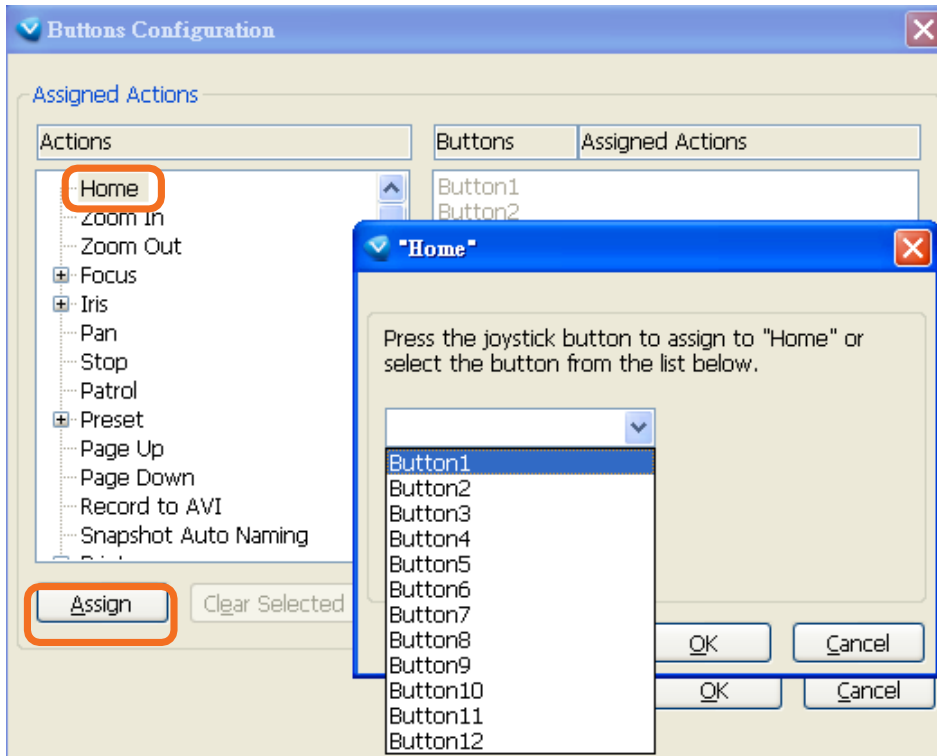 Buttons Configuration
Assigned Actions
Actions
Buttons
Assigned Actions
Home
Zoom In
Zoom Out
Focus
Iris
Pan
Stop
Patrol
Preset
Page Up
Page Down
Record to AVI
Snapshot Auto Naming
Button1
Button2
Assign
Clear Selected
"Home"
Press the joystick button to assign to "Home" or
select the button from the list below.
Button1
Button2
Button3
Button4
Button5
Button6
Button7
Button8
Button9
Button10
Button11
Button12
OK
Cancel
OK
Cancel